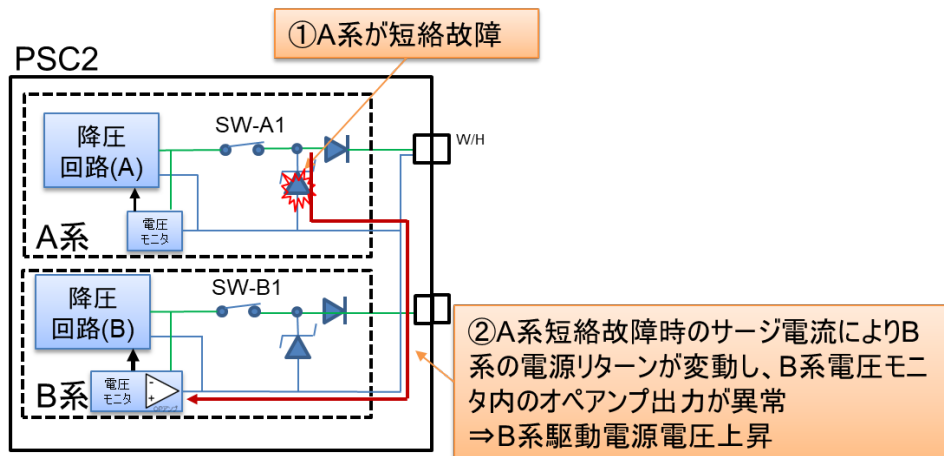 ①A系が短絡故障
PSC2
降圧
回路(A)
SW-A1
W/H
電圧
モニタ
A系
降圧
回路(B)
SW-B1
電圧
モニタ
B系
②A系短絡故障時のサージ電流によりB
系の電源リターンが変動し、B系電圧モニ
タ内のオペアンプ出力が異常
⇒B系駆動電源電圧上昇